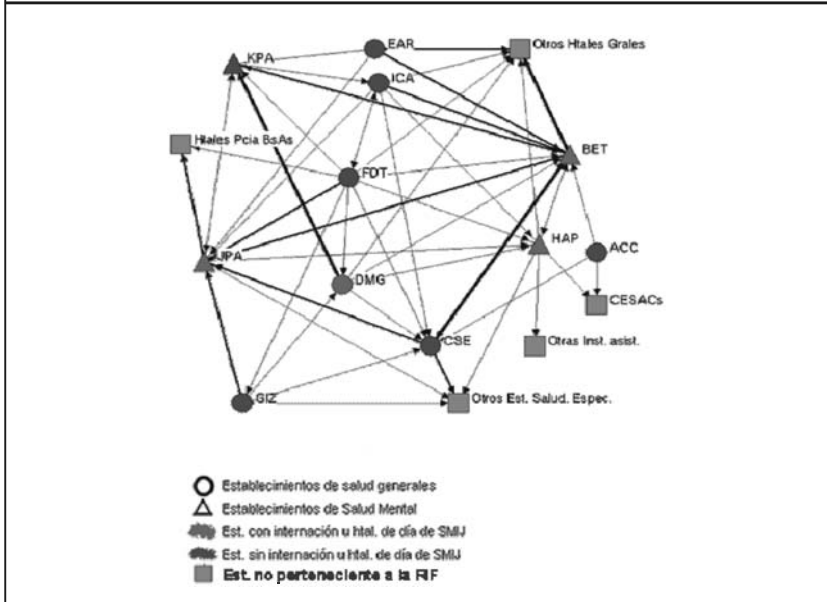 EAR
Otros Htales Grales
KPA
ICA
Htales Pcia BsAs
BET
FDT
HAP
ACC
JPA
DMG
CESACs
CSE
Otras Inst. asist.
GIZ
Otros Est. Salud. Espec.
Establecimientos de salud generales
Establecimientos de Salud Mental
Est. con internación u htal. de día de SMIJ
Est. sin internación u htal. de día de SMIJ
Est. no perteneciente a la RIF